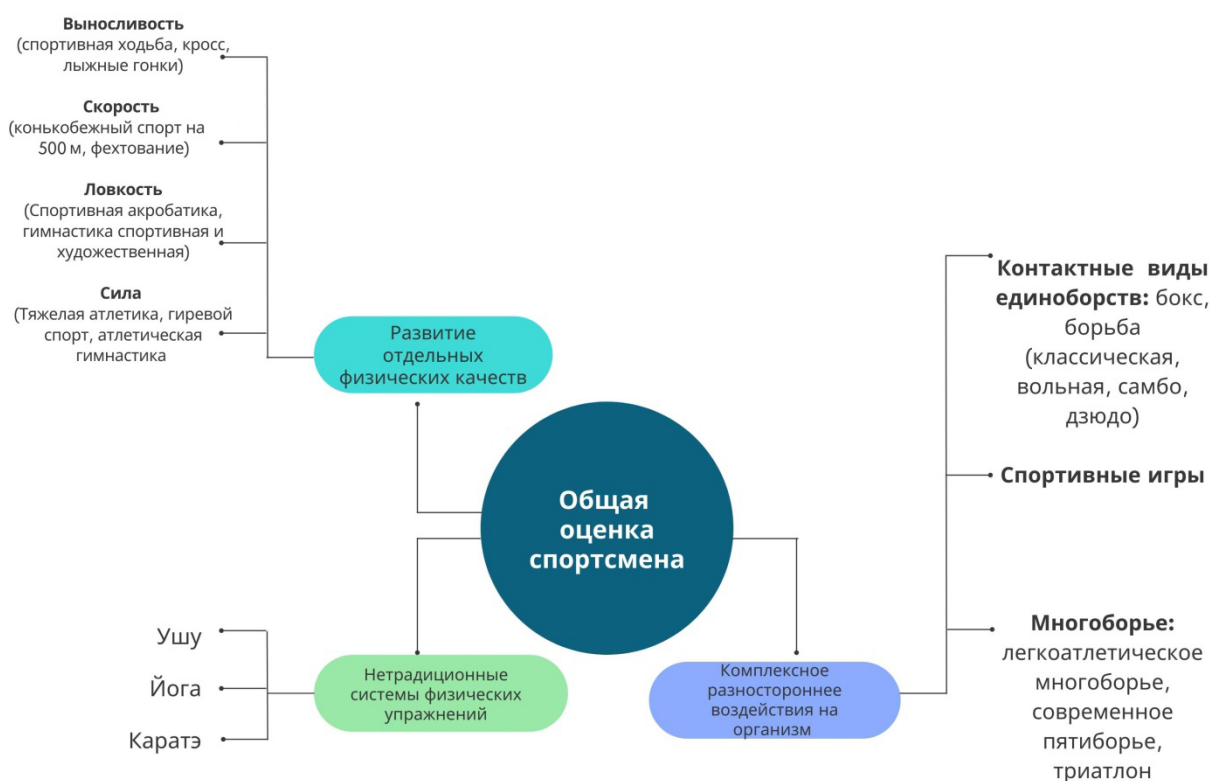 Выносливость
(спортивная ходьба, кросс,
лыжные гонки)
Скорость
(конькобежный спорт на
500 м, фехтование)
Ловкость
(Спортивная акробатика,
гимнастика спортивная и
художественная)
Сила
(Тяжелая атлетика, гиревой
спорт, атлетическая
гимнастика
Развитие
отдельных
физических качеств
Общая
оценка
спортсмена
Контактные виды
единоборств: бокс,
борьба
(классическая,
вольная, самбо,
дзюдо)
Спортивные игры
Многоборье:
легкоатлетическое
многоборье,
современное
пятиборье,
триатлон
Ушу
Йога
Каратэ
Нетрадиционные
системы физических
упражнений
Комплексное
разностороннее
воздействия на
организм